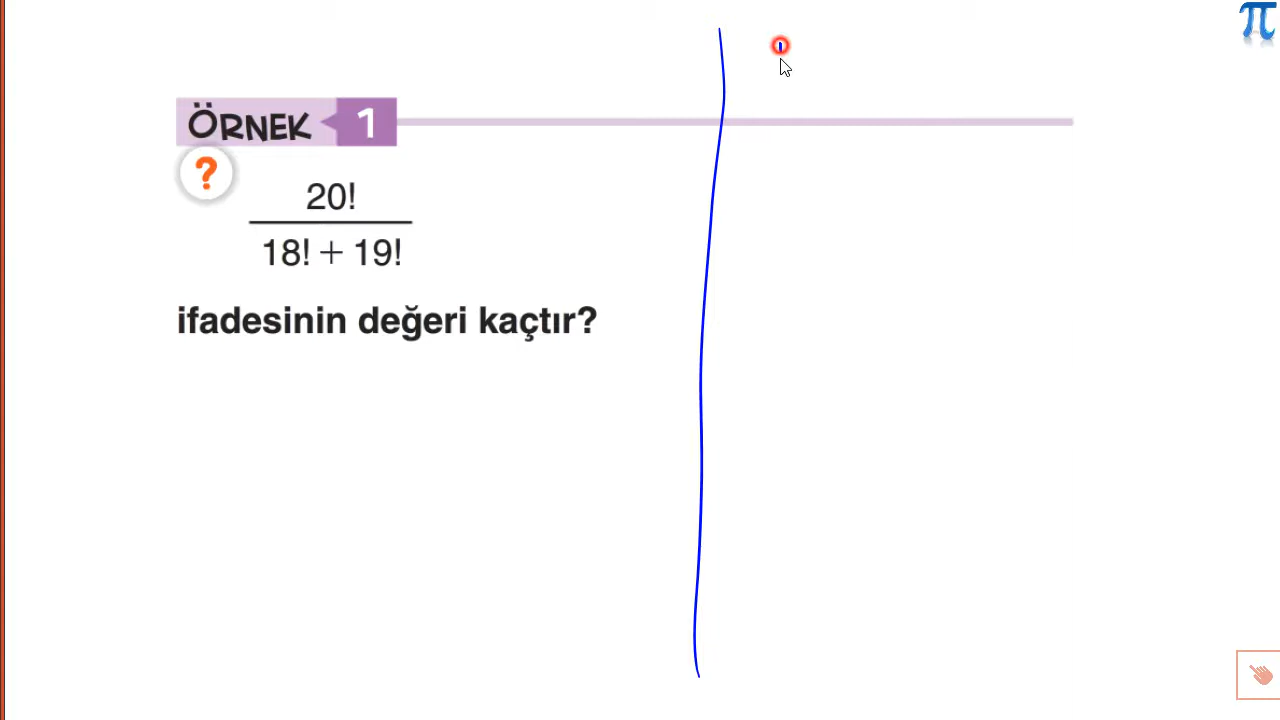 ÖRNEK 1
?
20!
18! + 19!
ifadesinin değeri kaçtır?
π